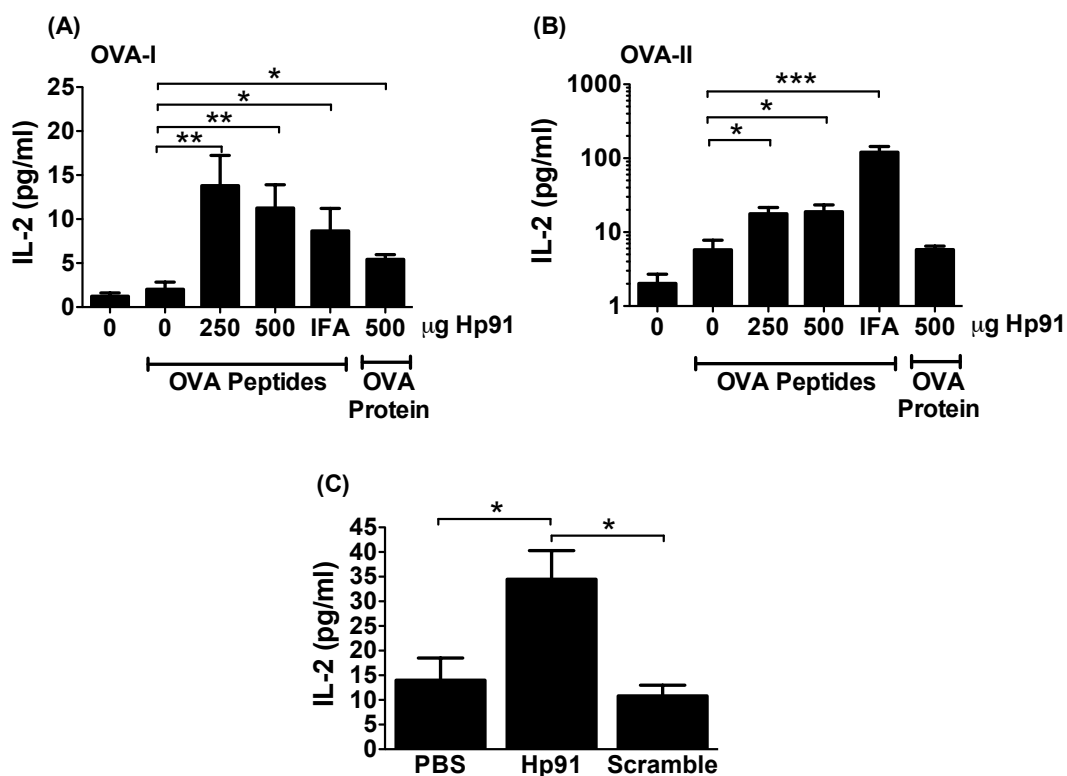 (A)
OVA-I
IL-2 (pg/ml)
25
20
15
10
5
0
*
*
**
**
0 0 250 500 IFA 500 μg Hp91
OVA Peptides
OVA
Protein
(B)
OVA-II
IL-2 (pg/ml)
1000
100
10
1
***
*
*
0 0 250 500 IFA 500 μg Hp91
OVA Peptides
OVA
Protein
(C)
IL-2 (pg/ml)
45
40
35
30
25
20
15
10
5
0
* *
PBS Hp91 Scramble